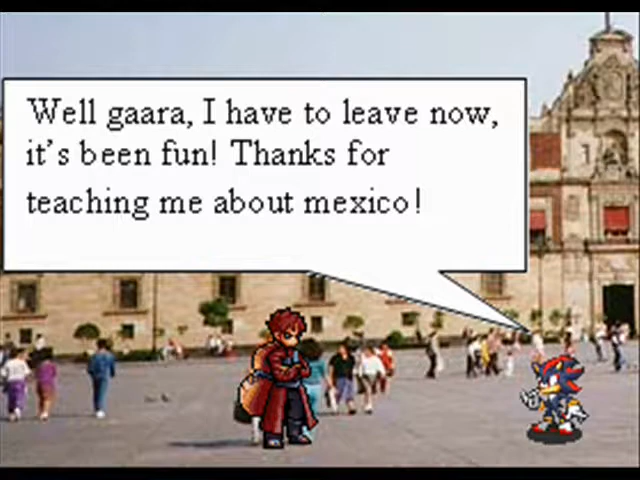 Well gaara, I have to leave now,
it's been fun! Thanks for
teaching me about mexico!